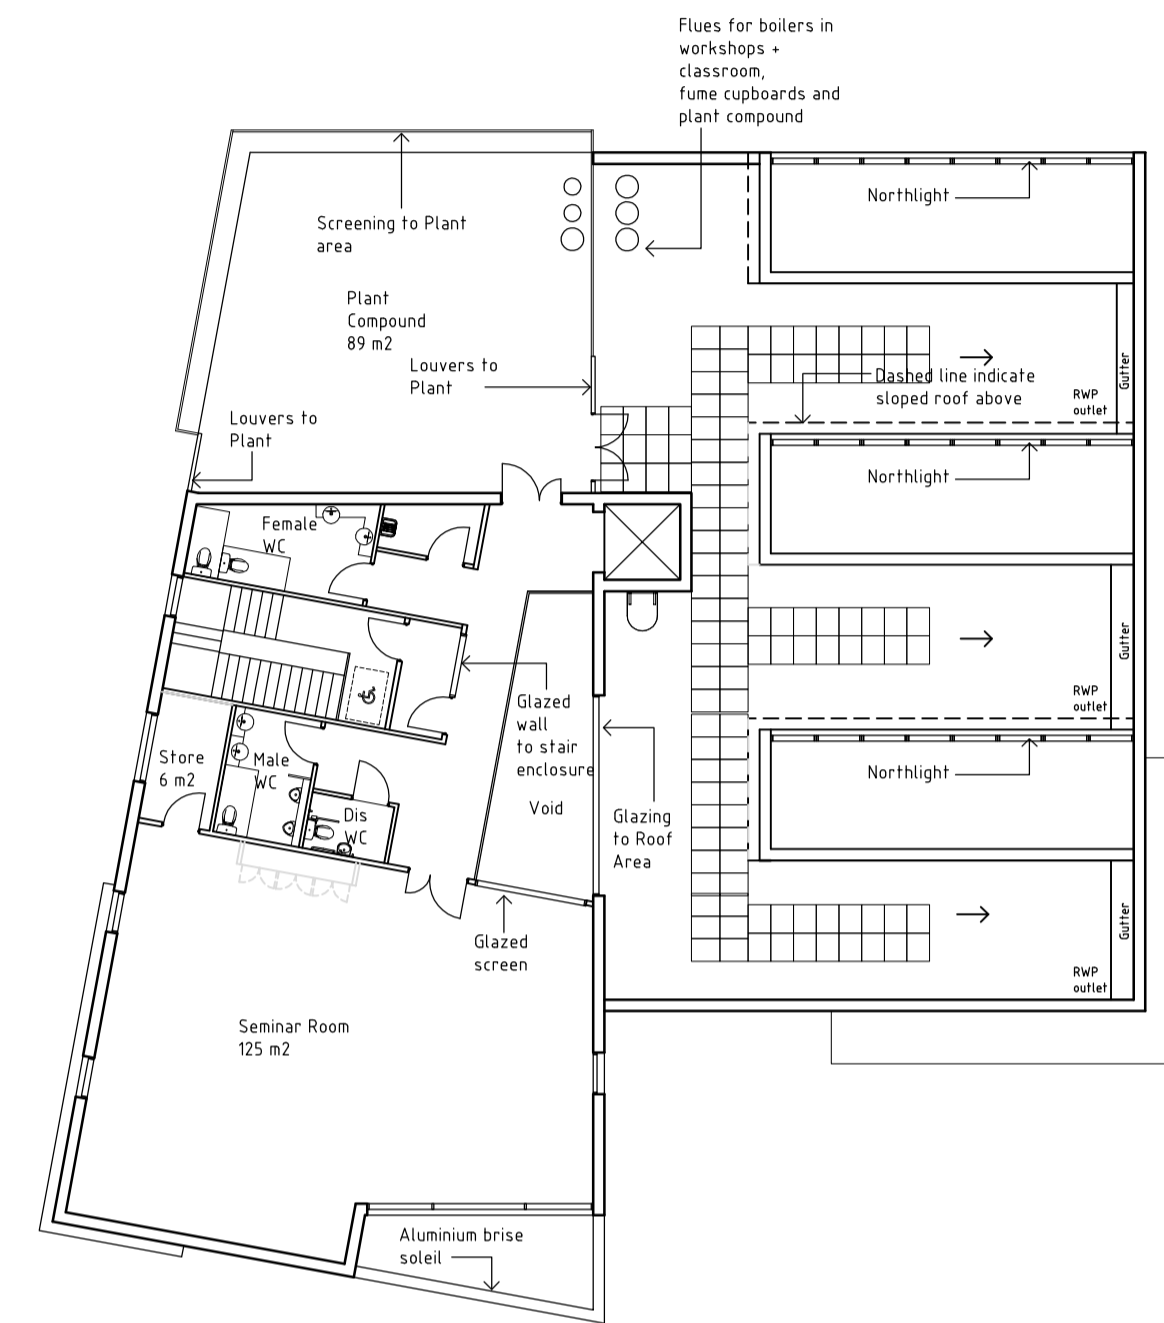 Flues for boilers in
workshops +
classroom,
fume cupboards and
plant compound
Northlight
Screening to Plant
area
Plant
Compound
89 m2
Louvers to
Plant
Dashed line indicate
sloped roof above
Gutter
RWP
outlet
Louvers to
Plant
Northlight
Female
WC
Gutter
RWP
outlet
Glazed
wall
to stair
enclosure
Void
Store
6 m2
Male
WC
Dis
WC
Northlight
Glazing
to Roof
Area
Gutter
RWP
outlet
Glazed
screen
Seminar Room
125 m2
Aluminium brise
soleil